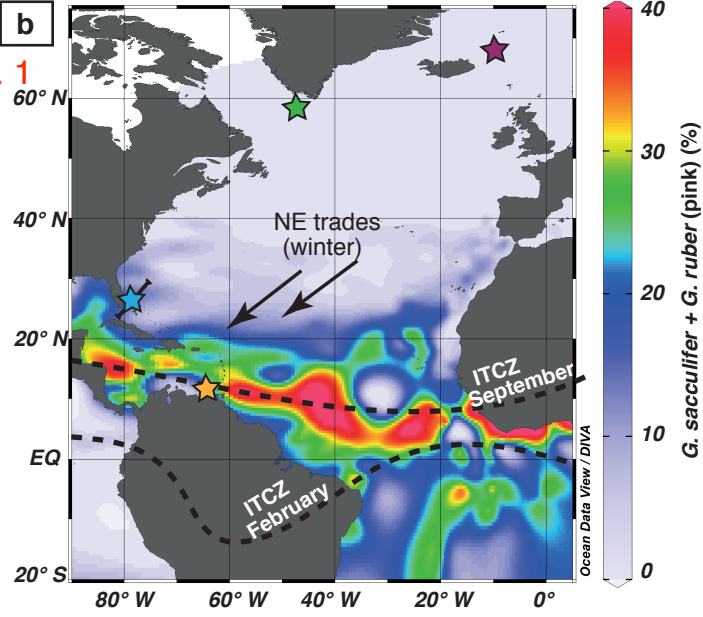 b
1
60° N
40° N
20° N
EQ
20° S
80° W
60° W
40° W
20° W
0°
NE trades
(winter)
ITCZ
September
ITCZ
February
Ocean Data View / DIVA
40
30
20
10
0
G. sacculifer + G. ruber (pink) (%)